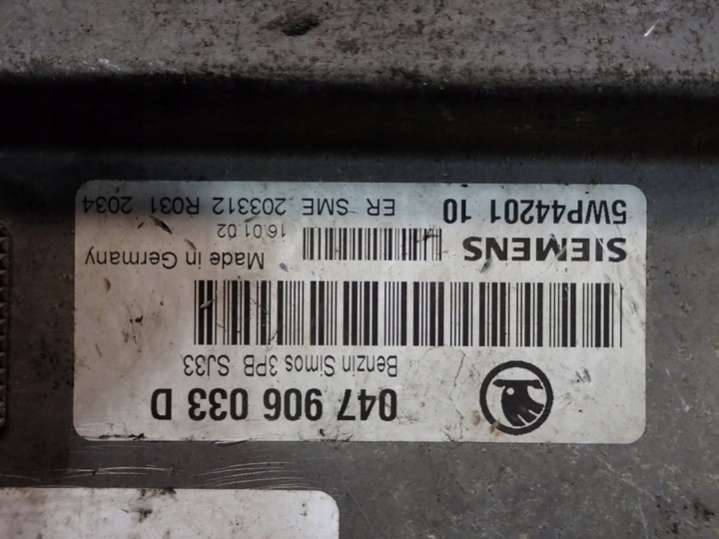 047 906 033 D
Benzin Simos 3PB SJ33
SIEMENS
Made in Germany
16.01.02
5WP44201 10
ER SME 203312 R031 2034